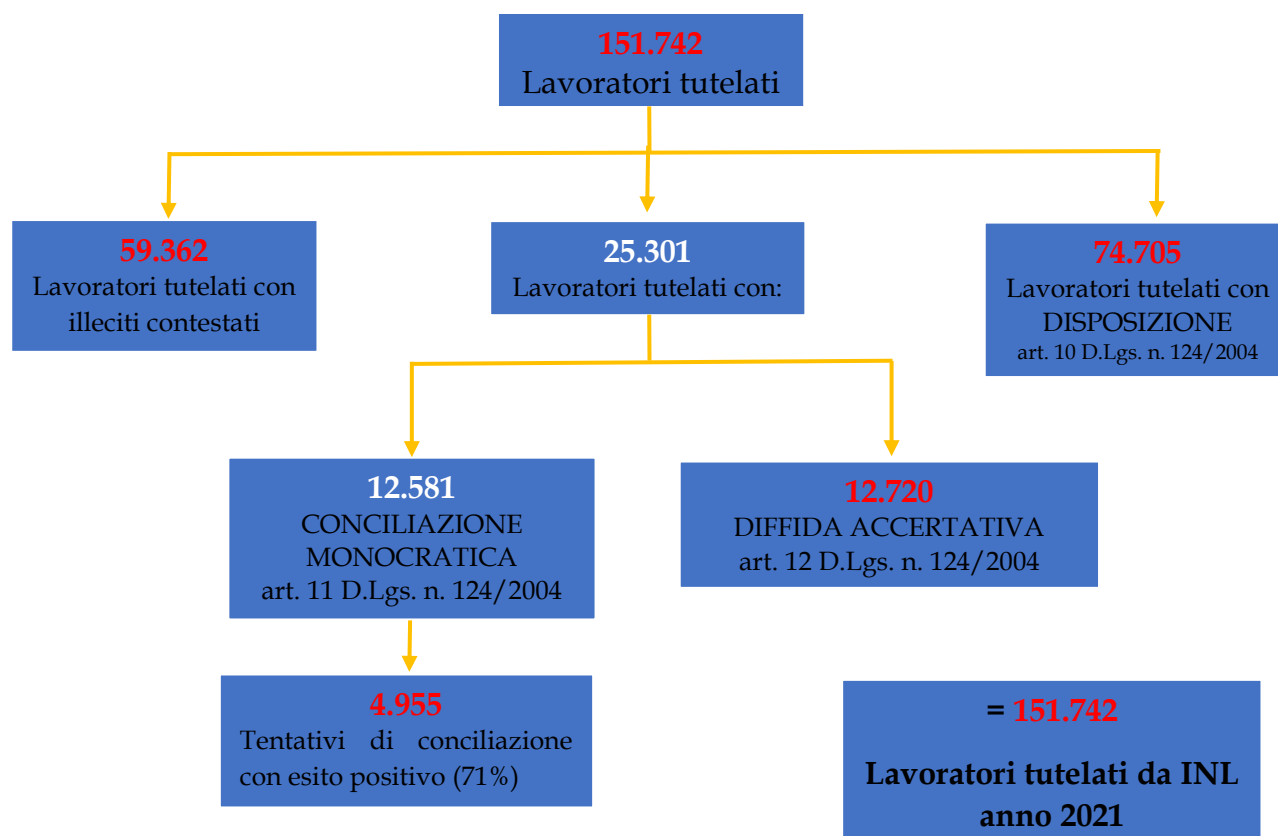 151.742
Lavoratori tutelati
59.362
Lavoratori tutelati con
illeciti contestati
25.301
Lavoratori tutelati con:
74.705
Lavoratori tutelati con
DISPOSIZIONE
art. 10 D.Lgs. n. 124/2004
12.581
CONCILIAZIONE
MONOCRATICA
art. 11 D.Lgs. n. 124/2004
12.720
DIFFIDA ACCERTATIVA
art. 12 D.Lgs. n. 124/2004
4.955
Tentativi di conciliazione
con esito positivo (71%)
= 151.742
Lavoratori tutelati da INL
anno 2021